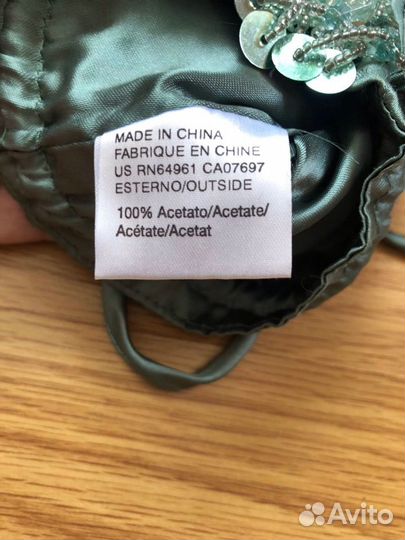 MADE IN CHINA
FABRIQUE EN CHINE
US RN64961 CA07697
ESTERNO/OUTSIDE
100% Acetato/Acetate/
Acétate/Acetat
Avito